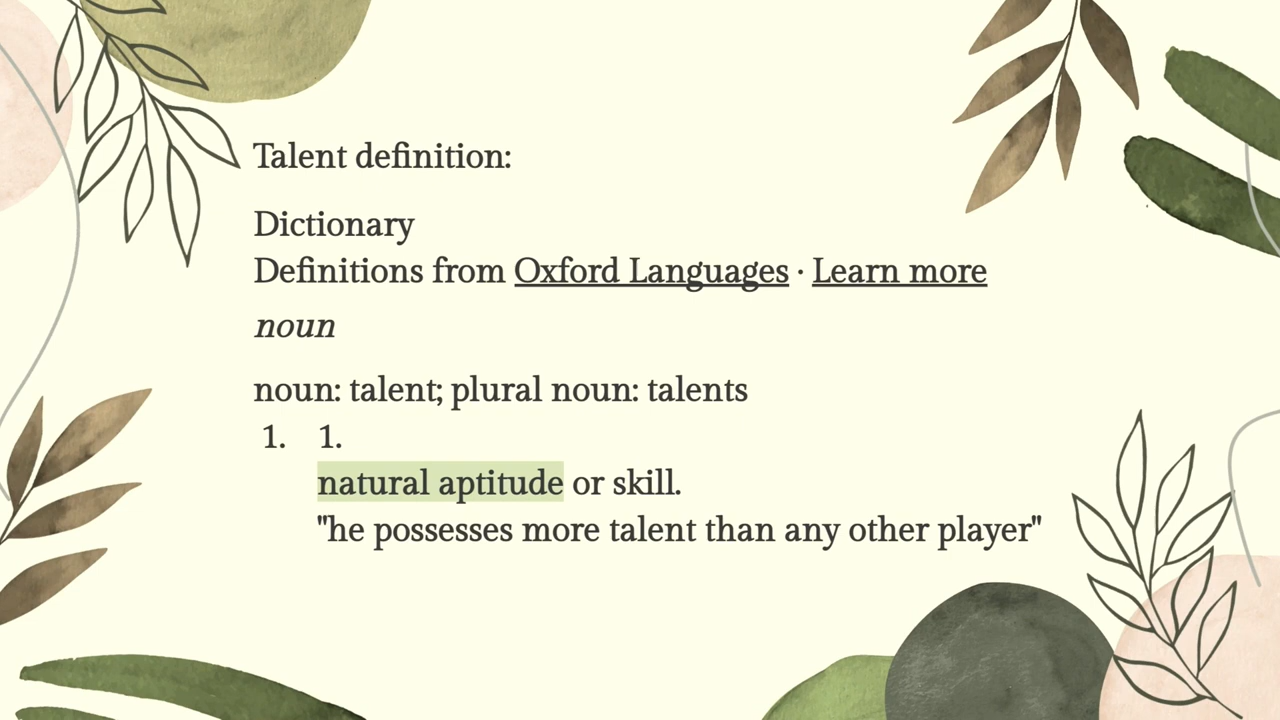 Talent definition:
Dictionary
Definitions from Oxford Languages · Learn more
noun
noun: talent; plural noun: talents
1. 1.
natural aptitude or skill.
"he possesses more talent than any other player"